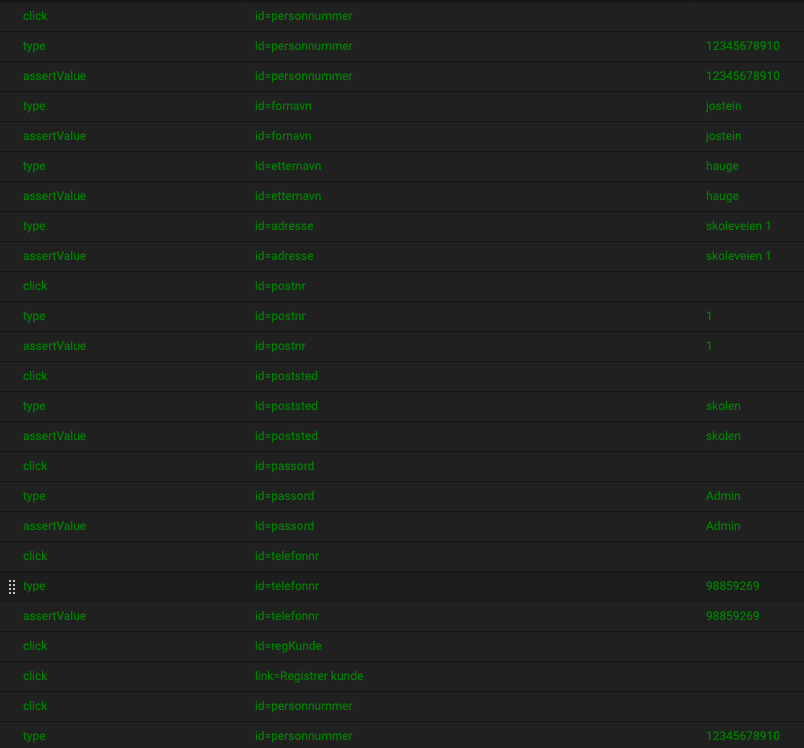 click id=personnummer
type id=personnummer 12345678910
assertValue id=personnummer 12345678910
type id=fornavn jostein
assertValue id=fornavn jostein
type id=etternavn hauge
assertValue id=etternavn hauge
type id=adresse skoleveien 1
assertValue id=adresse skoleveien 1
click id=postnr
type id=postnr 1
assertValue id=postnr 1
click id=poststed
type id=poststed skolen
assertValue id=poststed skolen
click id=passord
type id=passord Admin
assertValue id=passord Admin
click id=telefonnr
type id=telefonnr 98859269
assertValue id=telefonnr 98859269
click id=regKunde
click link=Registrer kunde
click id=personnummer
type id=personnummer 12345678910